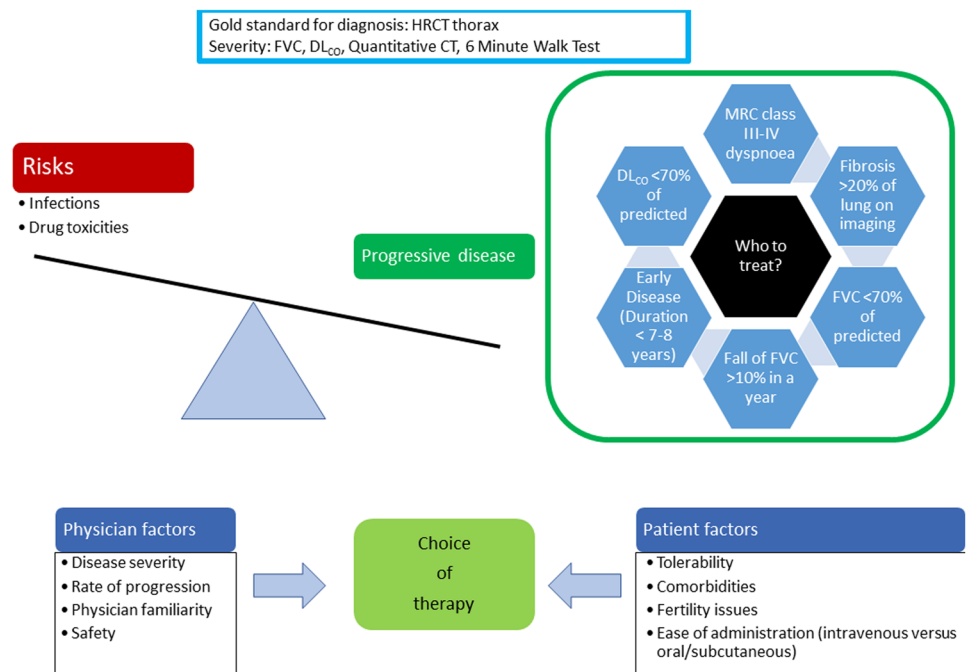 Gold standard for diagnosis: HRCT thorax
Severity: FVC, DLCO, Quantitative CT, 6 Minute Walk Test
Risks
• Infections
• Drug toxicities
Progressive disease
MRC class
III-IV
dyspnoea
Fibrosis
>20% of
lung on
imaging
FVC <70%
of
predicted
Fall of FVC
>10% in a
year
Early
Disease
(Duration
< 7-8
years)
DLCO <70%
of
predicted
Who to
treat?
Physician factors
• Disease severity
• Rate of progression
• Physician familiarity
• Safety
Choice
of
therapy
Patient factors
• Tolerability
• Comorbidities
• Fertility issues
• Ease of administration (intravenous versus
oral/subcutaneous)